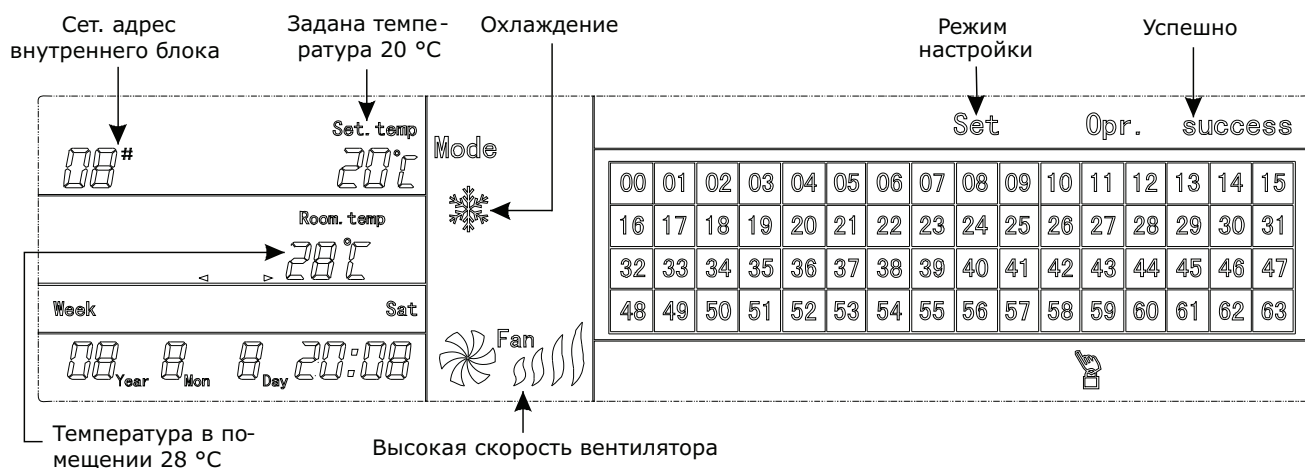 Сет. адрес
внутреннего блока
Задана темпе-
ратура 20 °C
Охлаждение
Режим
настройки
Успешно
Set.temp
08#
20°C
Mode
Set Opr. success
Room.temp
28°C
Week Sat
08 Year 8 Mon 8 Day 20:08
Fan
00 01 02 03 04 05 06 07 08 09 10 11 12 13 14 15
16 17 18 19 20 21 22 23 24 25 26 27 28 29 30 31
32 33 34 35 36 37 38 39 40 41 42 43 44 45 46 47
48 49 50 51 52 53 54 55 56 57 58 59 60 61 62 63
Температура в по-
мещении 28 °C
Высокая скорость вентилятора